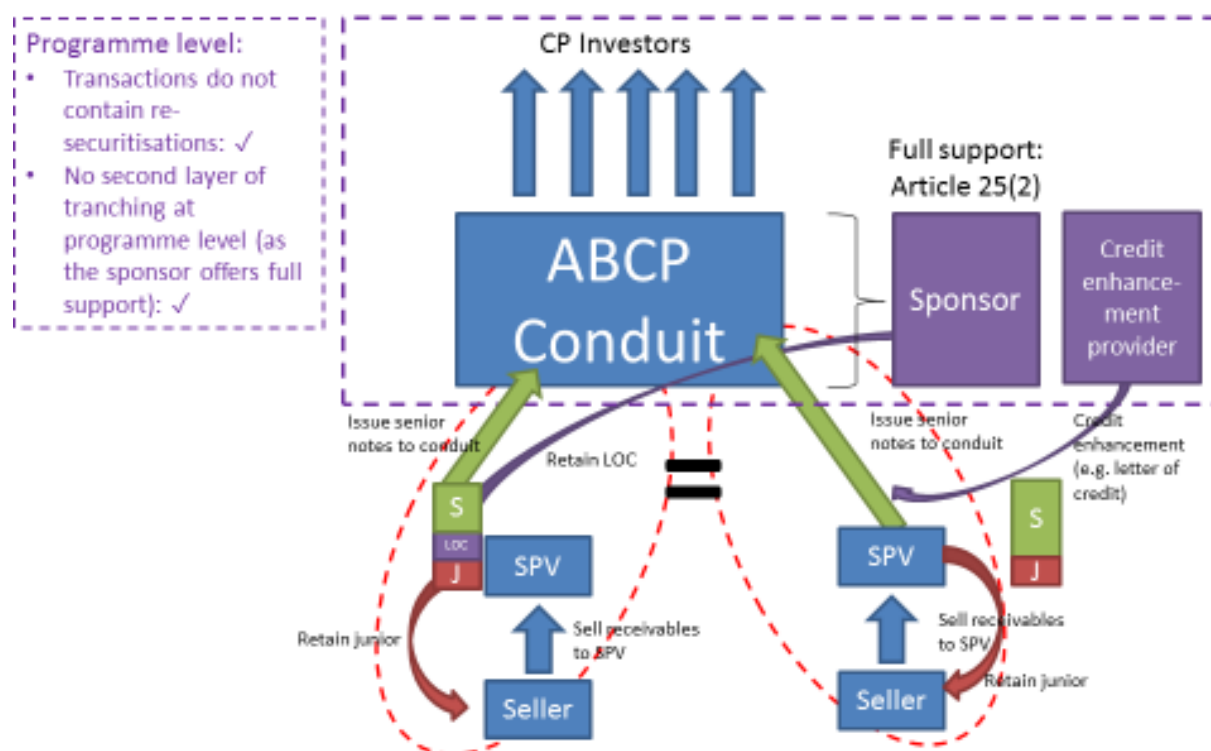 Programme level:
• Transactions do not
contain re-
securitisations: ✓
• No second layer of
tranching at
programme level (as
the sponsor offers full
support): ✓
CP Investors
Full support:
Article 25(2)
ABCP
Conduit
Sponsor
Credit
enhance-
ment
provider
Issue senior
notes to conduit
Retain LOC
Issue senior
notes to conduit
Credit
enhancement
(e.g. letter of
credit)
S
LOC
J
SPV
SPV
S
J
Retain junior
Sell receivables
to SPV
Sell receivables
to SPV
Retain junior
Seller
Seller